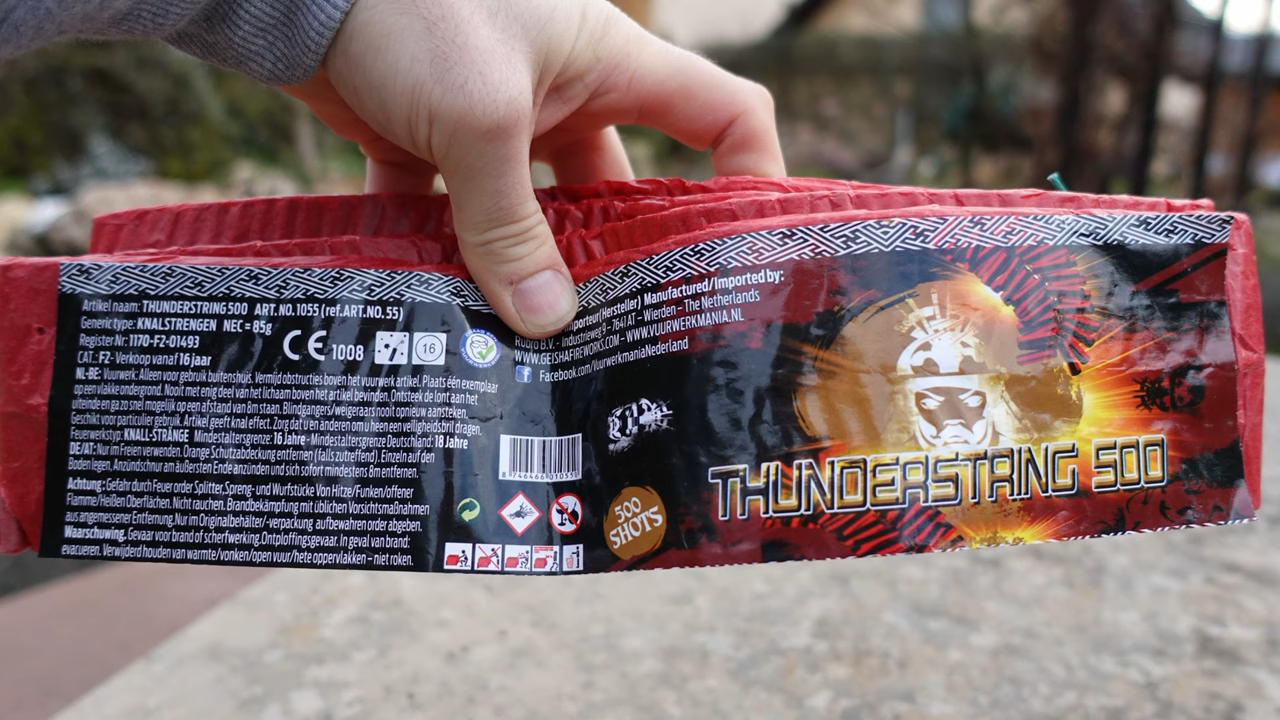 Artikel naam: THUNDERSTRING 500 ART.NO. 1055 (ref.ART.NO. 55)
Generic type: KNALSTRENGEN NEC = 85g
Register Nr: 1170-F2-01493
CAT.: F2 - Verkoop vanaf 16 jaar
CE 1008
16
NL-BE: Vuurwerk: Alleen voor gebruik buitenshuis. Vermijd obstructies boven het vuurwerk artikel. Plaats één exemplaar
op een vlakke ondergrond. Nooit met enig deel van het lichaam boven het artikel bevinden. Ontsteek de lont aan het
uiteinde en ga zo snel mogelijk op een afstand van 8m staan. Blindgangers/weigeraars nooit opnieuw aansteken.
Geschikt voor particulier gebruik. Artikel geeft knal effect. Zorg dat u en anderen om u heen een veiligheidsbril dragen.
Feuerwerkstyp: KNALL-STRÄNGE Mindestaltersgrenze: 16 Jahre - Mindestaltersgrenze Deutschland: 18 Jahre
DE/AT: Nur im Freien verwenden. Orange Schutzabdeckung entfernen (falls zutreffend). Einzeln auf den
Boden legen. Anzündschnur am äußersten Ende anzünden und sich sofort mindestens 8m entfernen.
Achtung: Gefahr durch Feuer order Splitter, Spreng- und Wurfstücke Von Hitze/Funken/offener
Flamme/Heißen Oberflächen. Nicht rauchen. Brandbekämpfung mit üblichen Vorsichtsmaßnahmen
aus angemessener Entfernung. Nur im Originalbehälter/-verpackung aufbewahren order abgeben.
Waarschuwing. Gevaar voor brand of scherfwerking. Ontploffingsgevaar. In geval van brand:
evacueren. Verwijderd houden van warmte/vonken/open vuur/hete oppervlakken – niet roken.
Importeur(Hersteller) Manufactured/Imported by:
Rubro B.V. - Industrieweg 9 - 7641 AT - Wierden - The Netherlands
WWW.GEISHAFIREWORKS.COM - WWW.VUURWERKMANIA.NL
Facebook.com/VuurwerkmaniaNederland
8 746466 010559
500
SHOTS
THUNDERSTRING 500